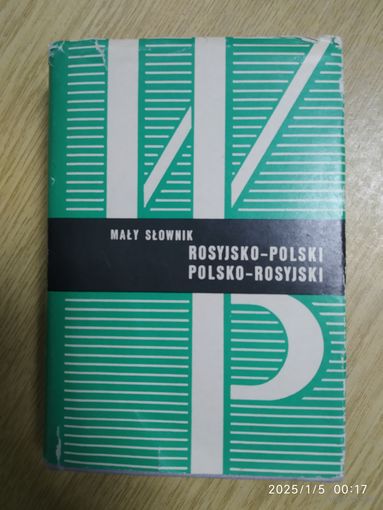 MAŁY SŁOWNIK
ROSYJSKO-POLSKI
POLSKO-ROSYJSKI
2025/1/5 00:17